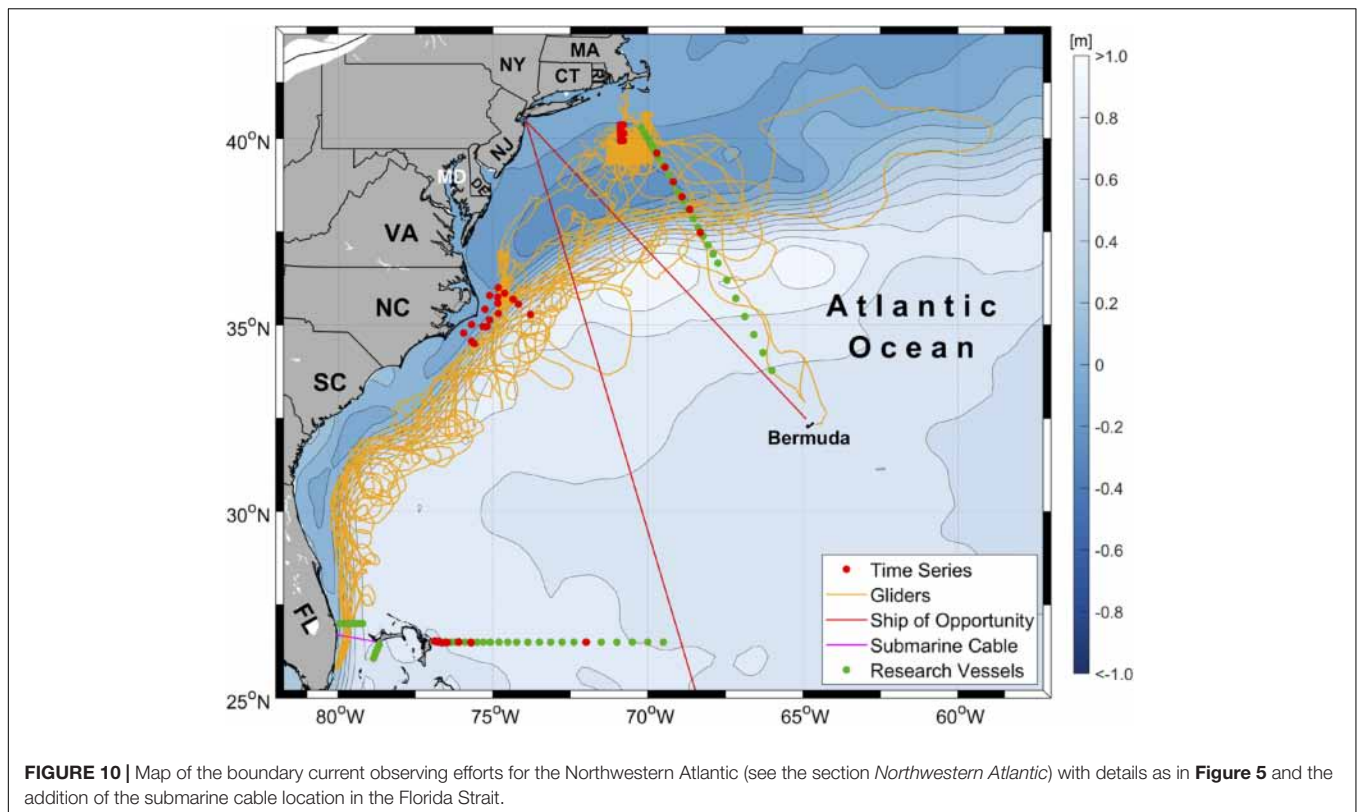 [m]
>1.0
0.8
0.6
0.4
0.2
0
-0.2
-0.4
-0.6
-0.8
<-1.0
40°N
35°N
30°N
25°N
80°W
75°W
70°W
65°W
60°W
NY
MA
CT
RI
NJ
MD
DE
VA
NC
SC
FL
Atlantic
Ocean
Bermuda
Time Series
Gliders
Ship of Opportunity
Submarine Cable
Research Vessels
FIGURE 10 | Map of the boundary current observing efforts for the Northwestern Atlantic (see the section Northwestern Atlantic) with details as in Figure 5 and the
addition of the submarine cable location in the Florida Strait.